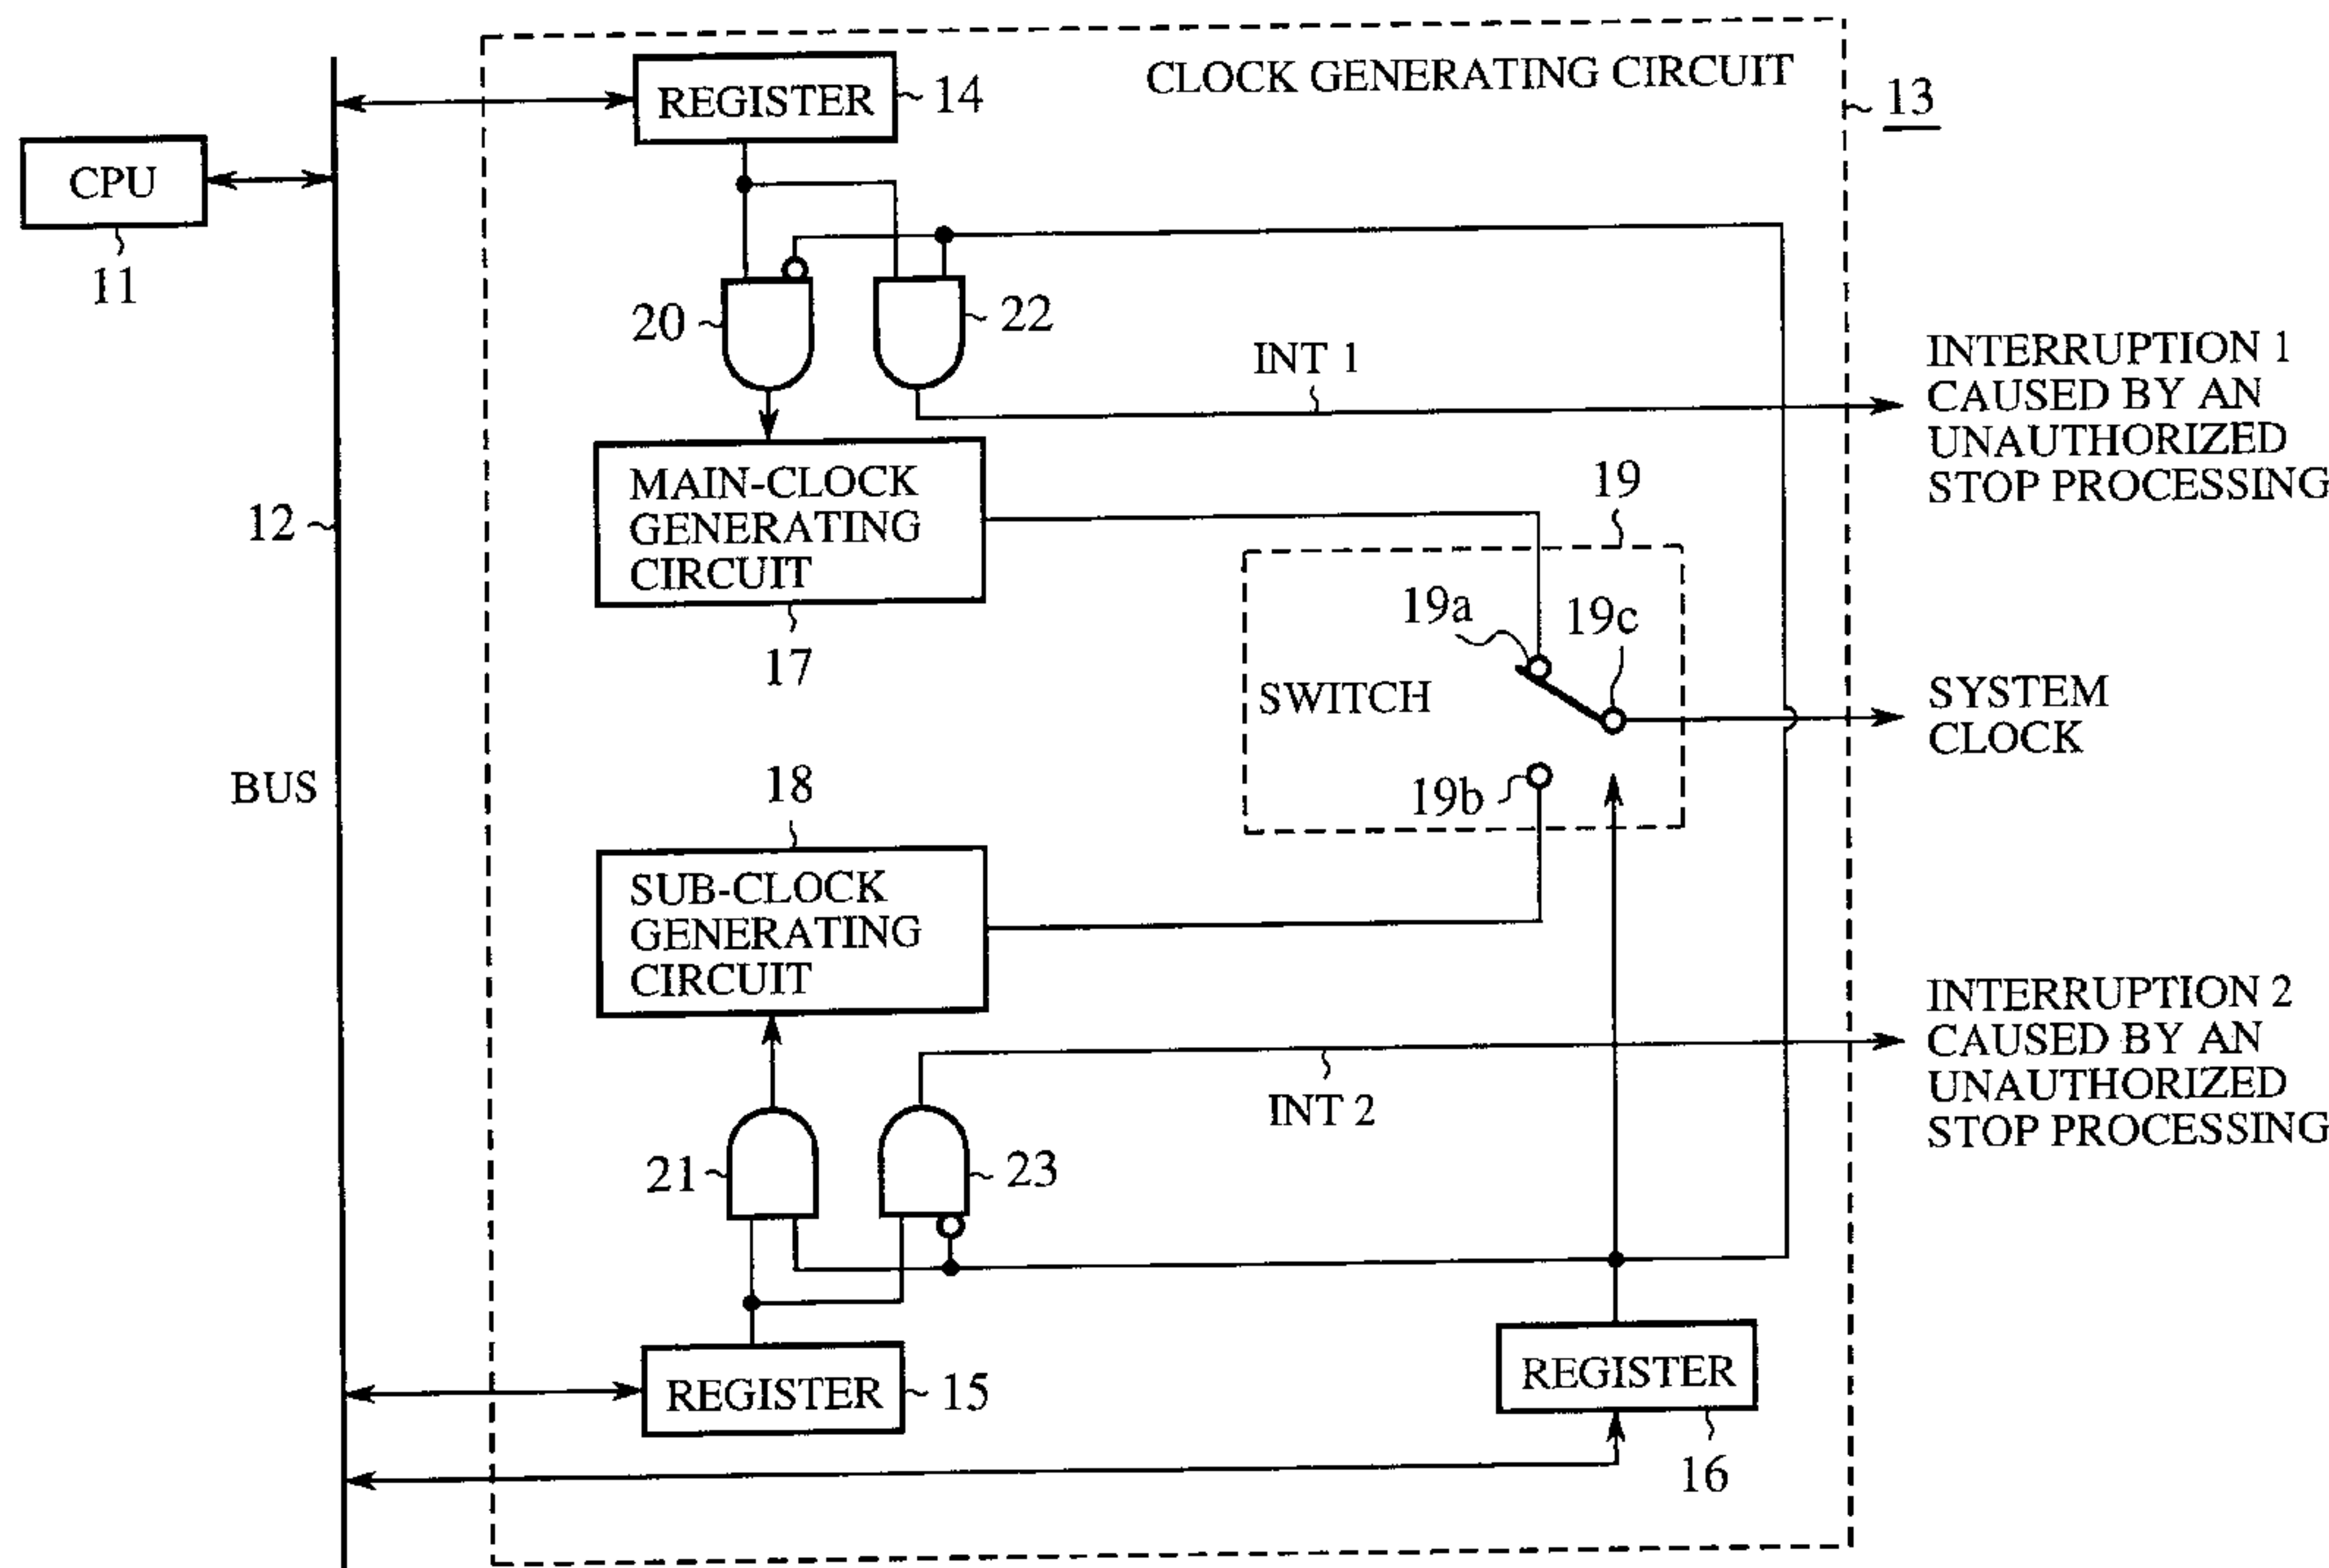 CLOCK GENERATING CIRCUIT
13
REGISTER
14
CPU
11
20
22
INT 1
INTERRUPTION 1
CAUSED BY AN
UNAUTHORIZED
STOP PROCESSING
MAIN-CLOCK
GENERATING
CIRCUIT
17
12
BUS
19
19a
19c
SWITCH
19b
SYSTEM
CLOCK
18
SUB-CLOCK
GENERATING
CIRCUIT
INTERRUPTION 2
CAUSED BY AN
UNAUTHORIZED
STOP PROCESSING
INT 2
21
23
REGISTER
15
REGISTER
16